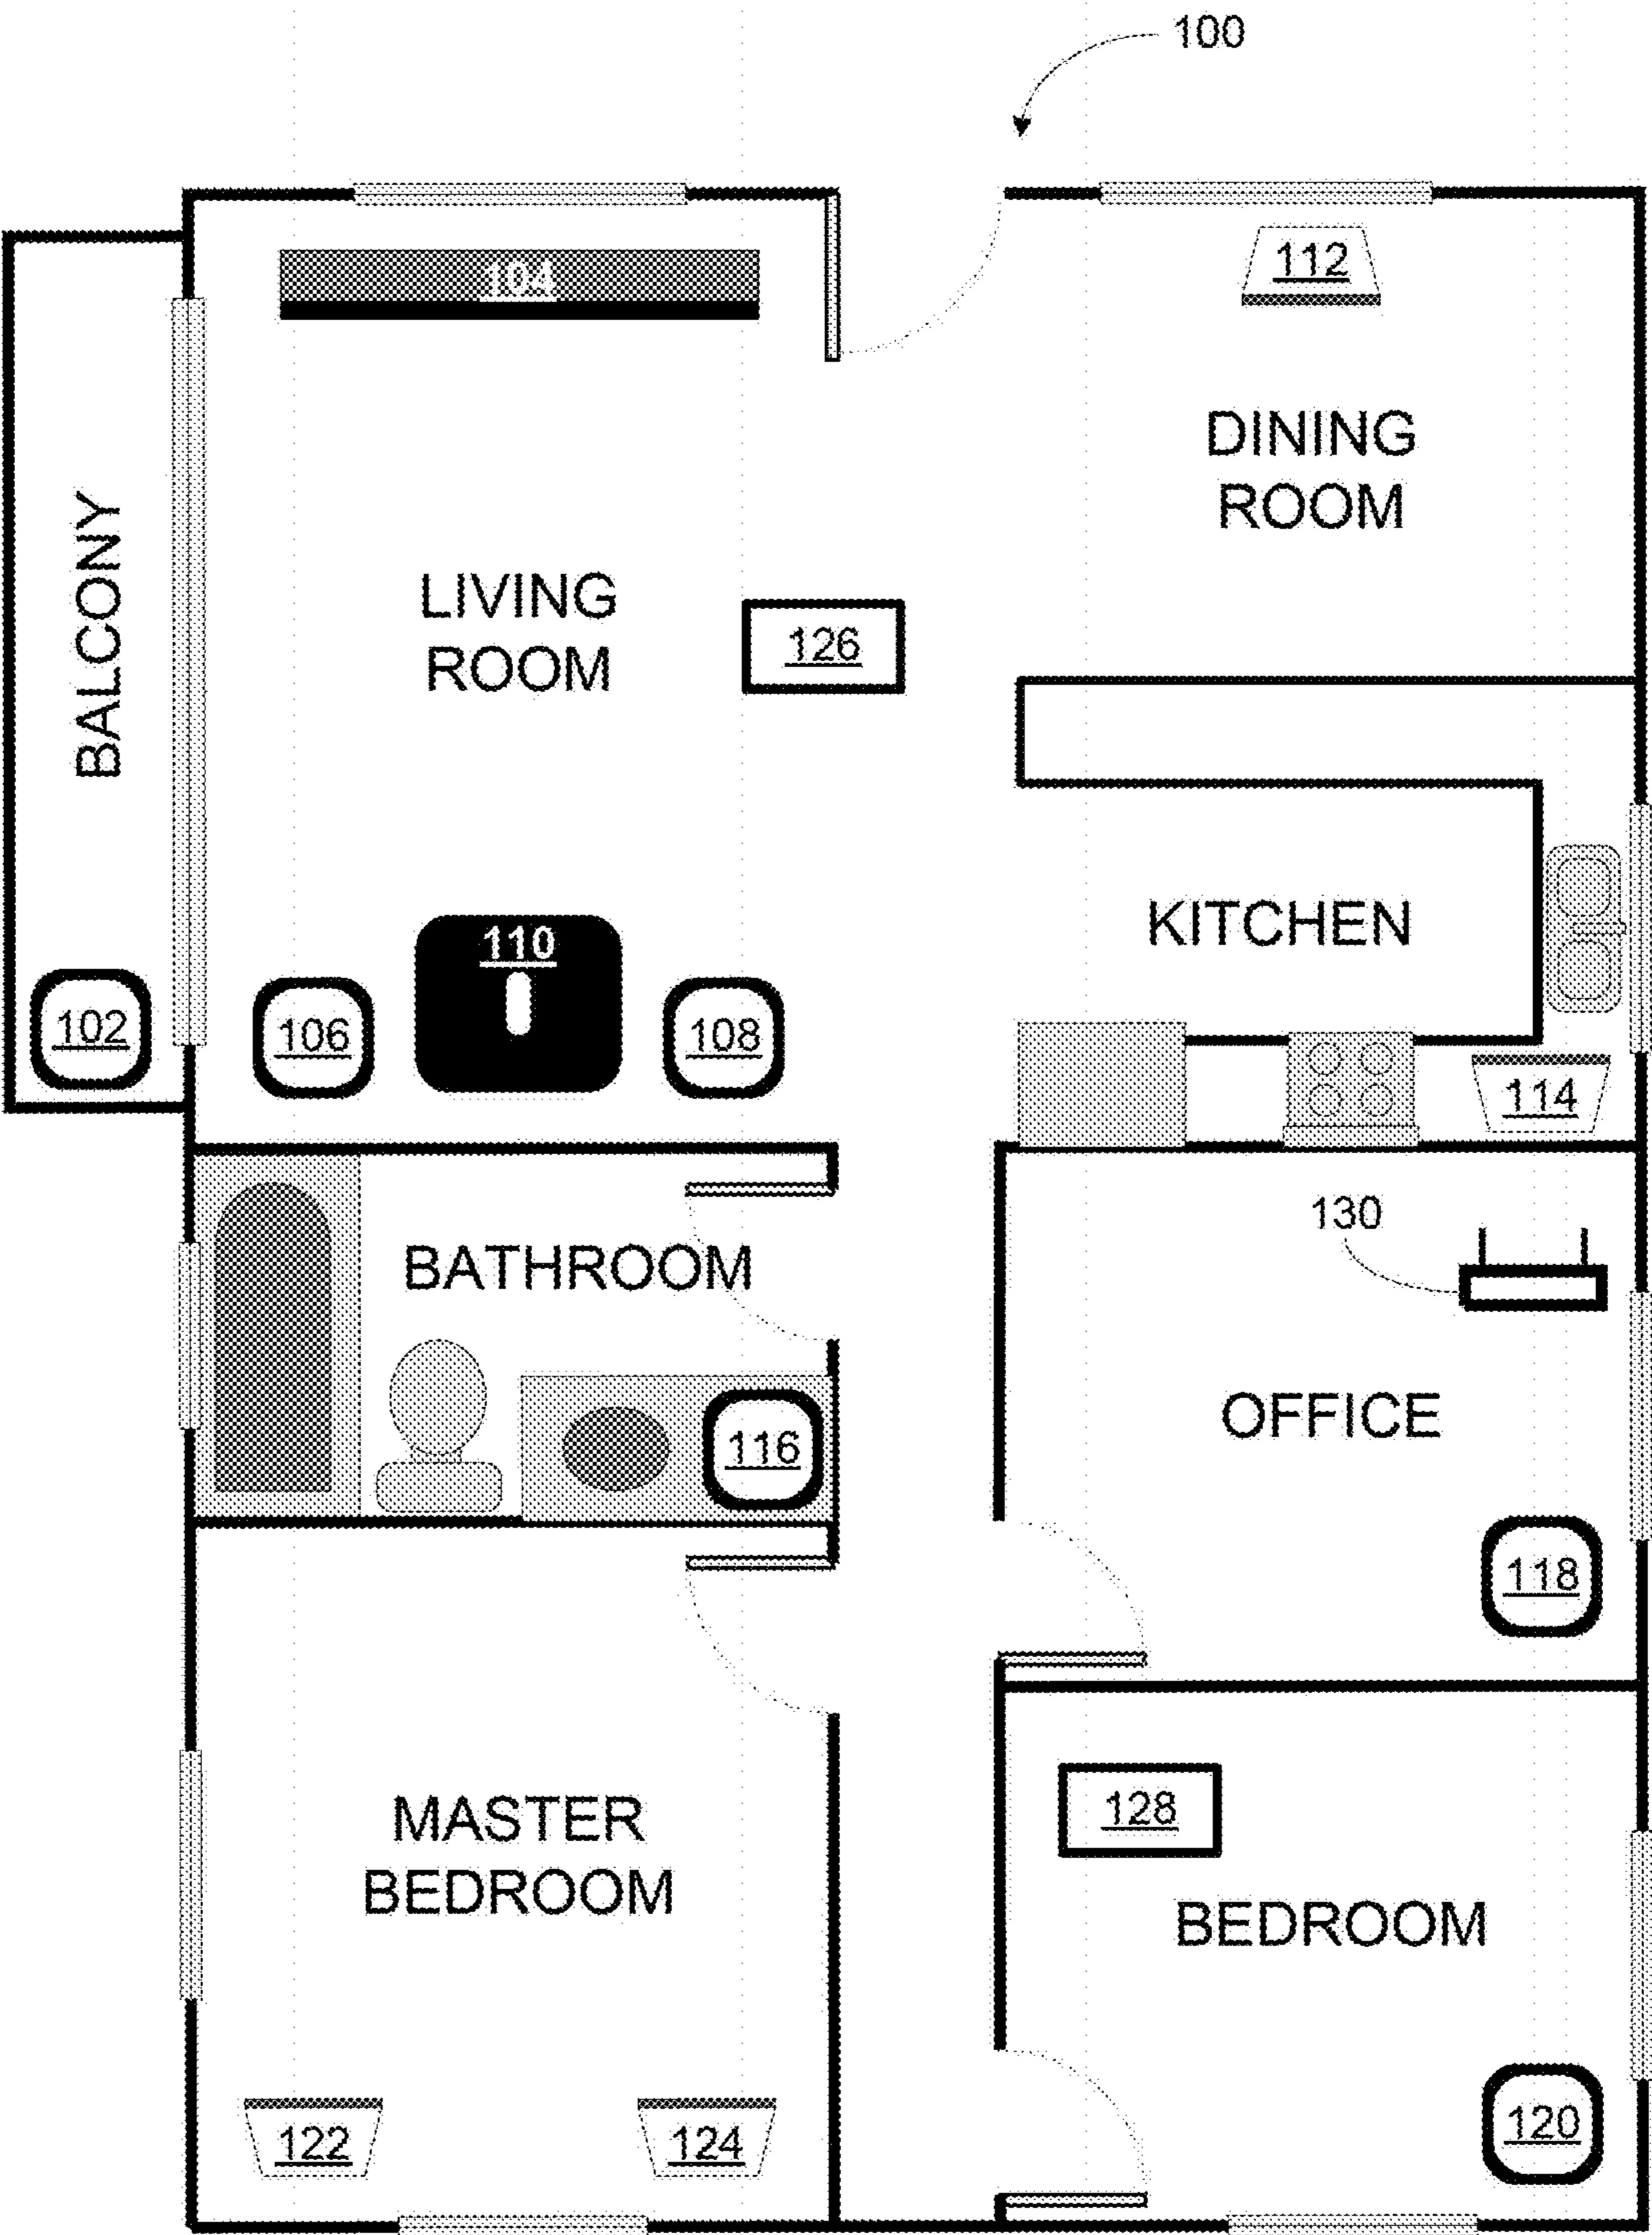 100
104
112
DINING
ROOM
BALCONY
LIVING
ROOM
126
KITCHEN
110
102
106
108
114
130
BATHROOM
OFFICE
116
118
MASTER
BEDROOM
128
BEDROOM
122
124
120